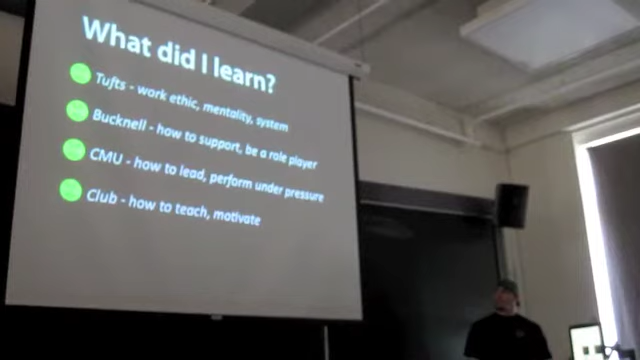 What did I learn?
Tufts - work ethic, mentality, system
Bucknell - how to support, be a role player
CMU - how to lead, perform under pressure
Club - how to teach, motivate